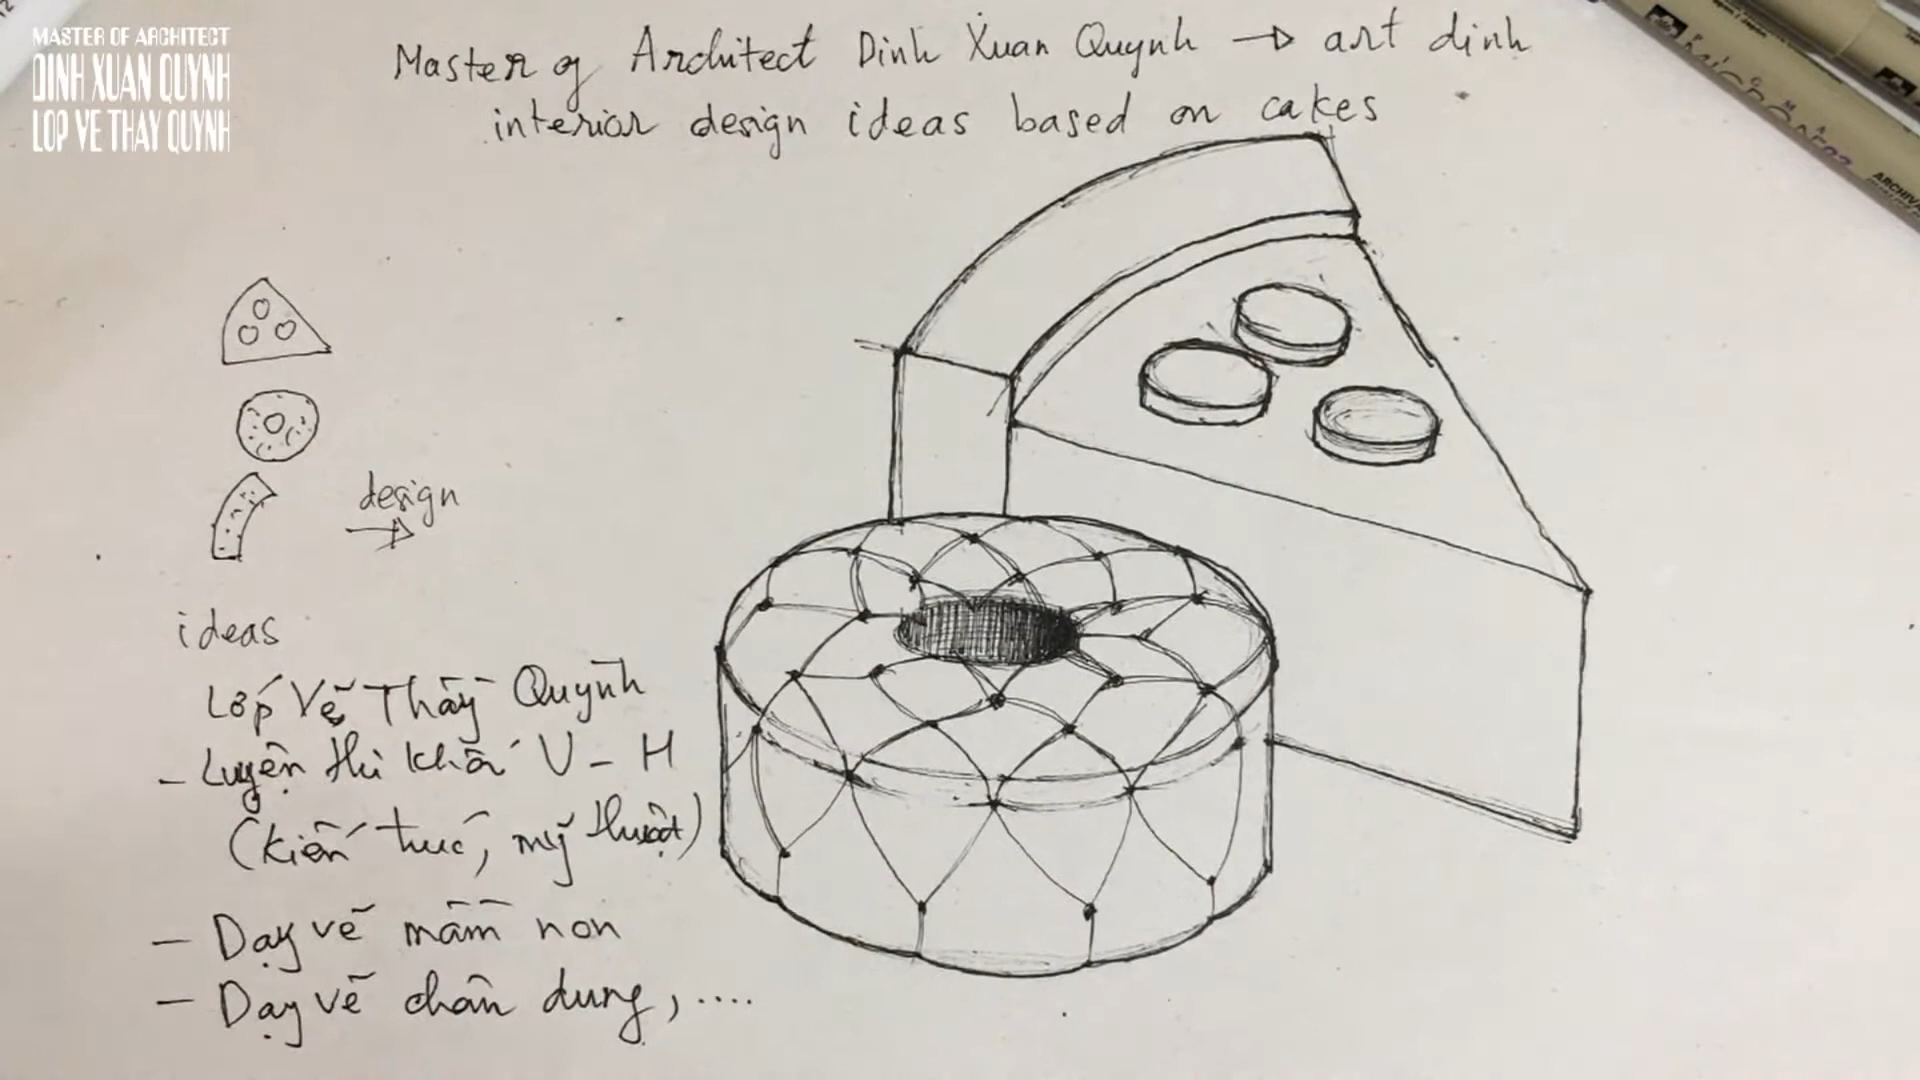 MASTER OF ARCHITECT
DINH XUAN QUYNH
LOP VE THAY QUYNH
Master of Architect Dinh Xuan Quynh → art dinh
interior design ideas based on cakes
design
ideas
Lớp Vẽ Thầy Quỳnh
- Luyện thi khối V - H
(kiến trúc, mỹ thuật)
- Dạy vẽ mầm non
- Dạy vẽ chân dung, ....
ARCHIVA